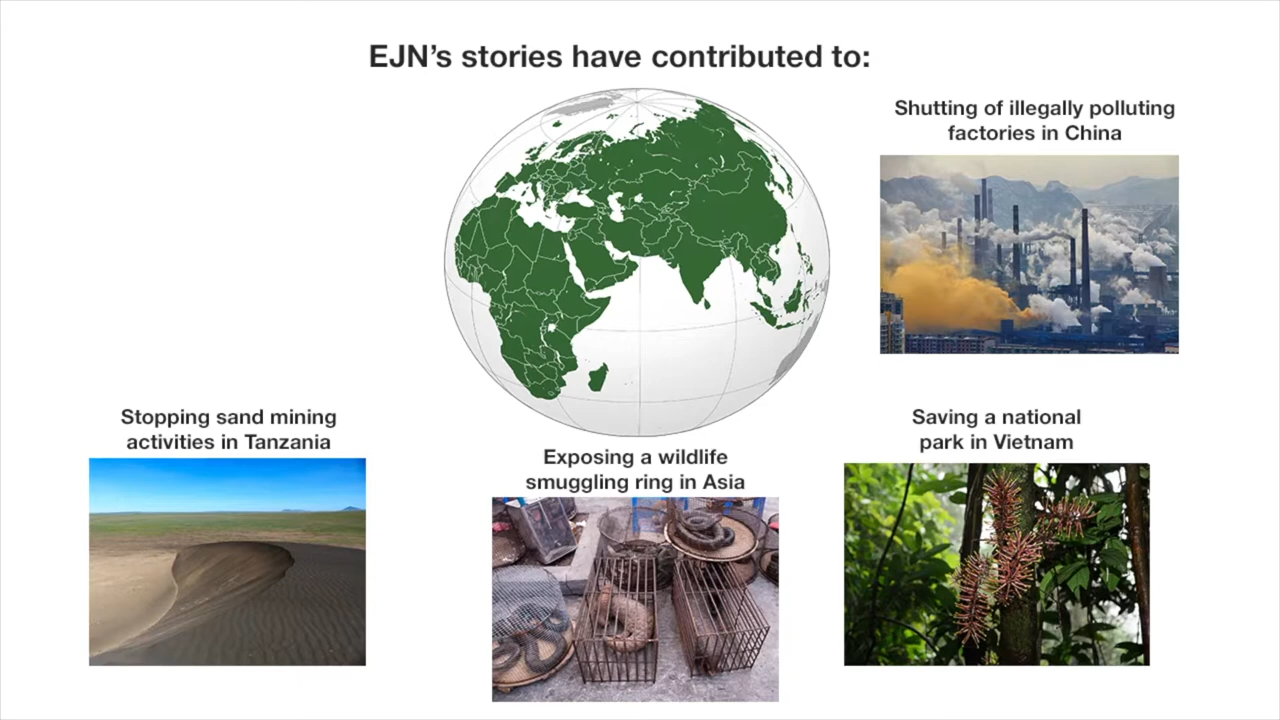 EJN’s stories have contributed to:
Shutting of illegally polluting
factories in China
Stopping sand mining
activities in Tanzania
Exposing a wildlife
smuggling ring in Asia
Saving a national
park in Vietnam